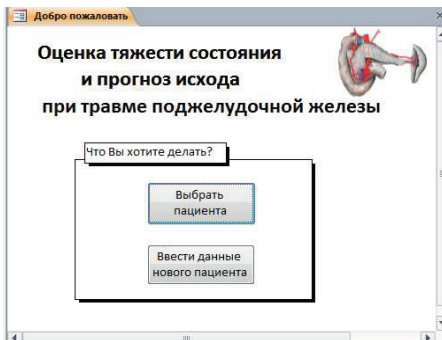 Добро пожаловать
Оценка тяжести состояния
и прогноз исхода
при травме поджелудочной железы
Что Вы хотите делать?
Выбрать
пациента
Ввести данные
нового пациента